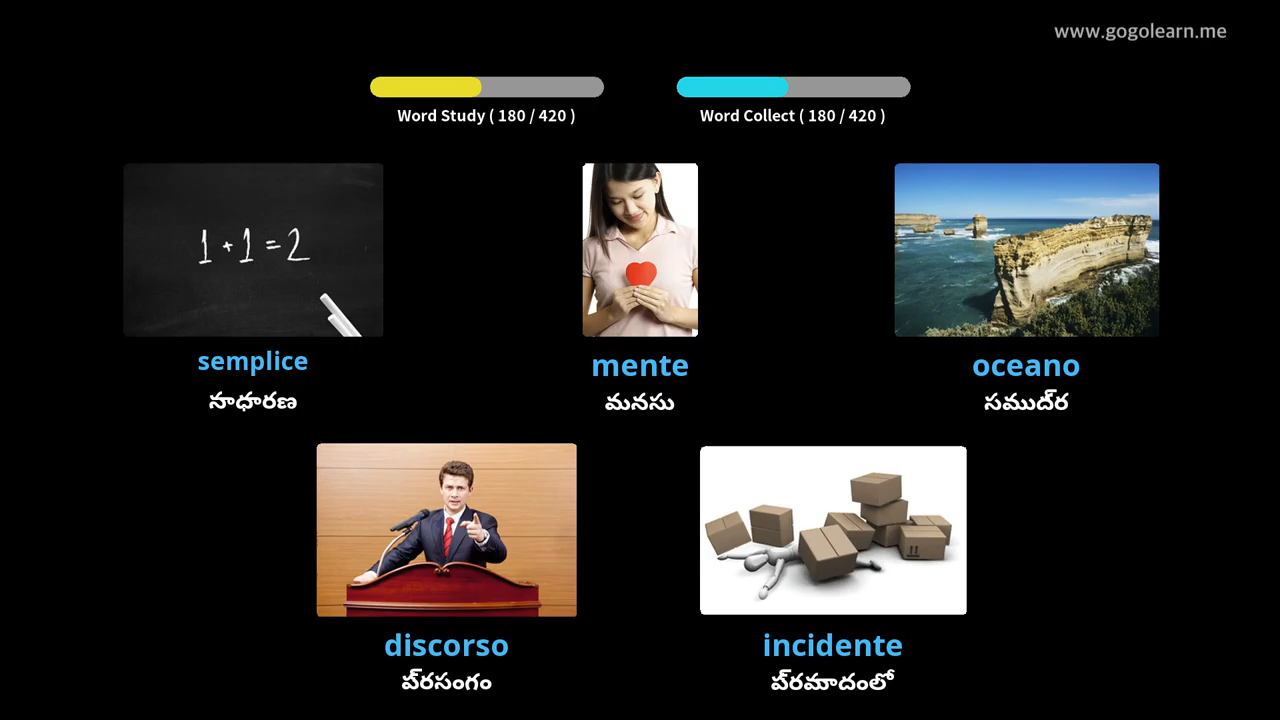 www.gogolearn.me
Word Study ( 180 / 420 )
Word Collect ( 180 / 420 )
1 + 1 = 2
semplice
సాధారణ
mente
మనసు
oceano
సముద్ర
discorso
ప్రసంగం
incidente
ప్రమాదంలో